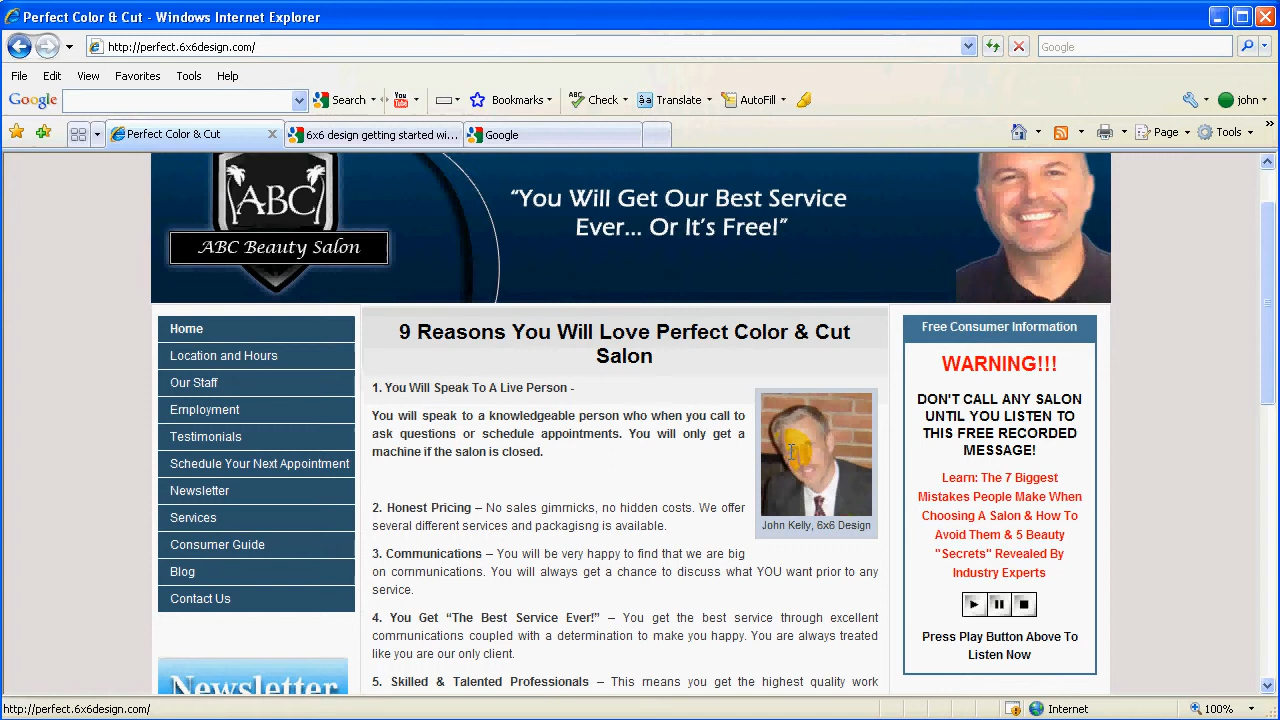 Perfect Color & Cut - Windows Internet Explorer
http://perfect.6x6design.com/
Google
File Edit View Favorites Tools Help
Google Search You Tube Bookmarks ABC Check aä Translate AutoFill john
Perfect Color & Cut 6x6 design getting started wi... Google Page Tools
ABC
ABC Beauty Salon
“You Will Get Our Best Service
Ever... Or It’s Free!”
Home
Location and Hours
Our Staff
Employment
Testimonials
Schedule Your Next Appointment
Newsletter
Services
Consumer Guide
Blog
Contact Us
Newsletter
9 Reasons You Will Love Perfect Color & Cut
Salon
1. You Will Speak To A Live Person -
You will speak to a knowledgeable person who when you call to
ask questions or schedule appointments. You will only get a
machine if the salon is closed.
John Kelly, 6x6 Design
2. Honest Pricing – No sales gimmicks, no hidden costs. We offer
several different services and packagisng is available.
3. Communications – You will be very happy to find that we are big
on communications. You will always get a chance to discuss what YOU want prior to any
service.
4. You Get “The Best Service Ever!” – You get the best service through excellent
communications coupled with a determination to make you happy. You are always treated
like you are our only client.
5. Skilled & Talented Professionals – This means you get the highest quality work
Free Consumer Information
WARNING!!!
DON'T CALL ANY SALON
UNTIL YOU LISTEN TO
THIS FREE RECORDED
MESSAGE!
Learn: The 7 Biggest
Mistakes People Make When
Choosing A Salon & How To
Avoid Them & 5 Beauty
"Secrets" Revealed By
Industry Experts
Press Play Button Above To
Listen Now
http://perfect.6x6design.com/ Internet 100%